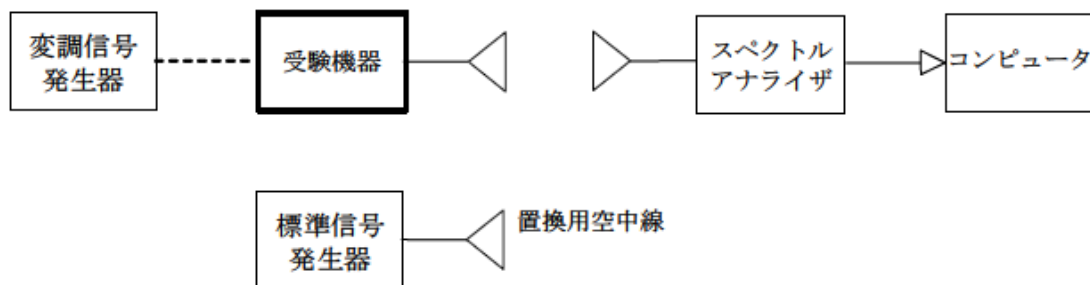 変調信号
発生器
受験機器
スペクトル
アナライザ
コンピュータ
標準信号
発生器
置換用空中線